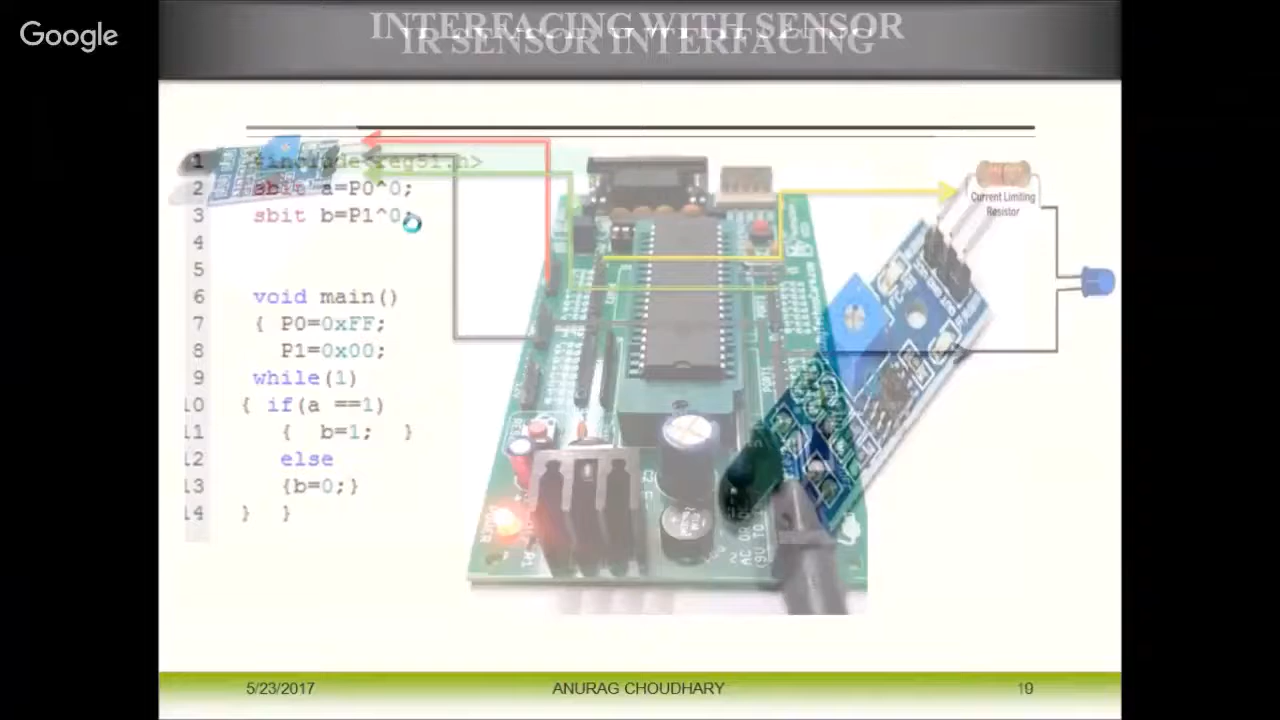 Google
INTERFACING WITH SENSOR
IR SENSOR INTERFACING
1 #include<reg51.h>
2 sbit a=P0^0;
3 sbit b=P1^0;
4
5
6 void main()
7 { P0=0xFF;
8 P1=0x00;
9 while(1)
10 { if(a ==1)
11 { b=1; }
12 else
13 {b=0;}
14 } }
Current Limiting
Resistor
5/23/2017
ANURAG CHOUDHARY
19